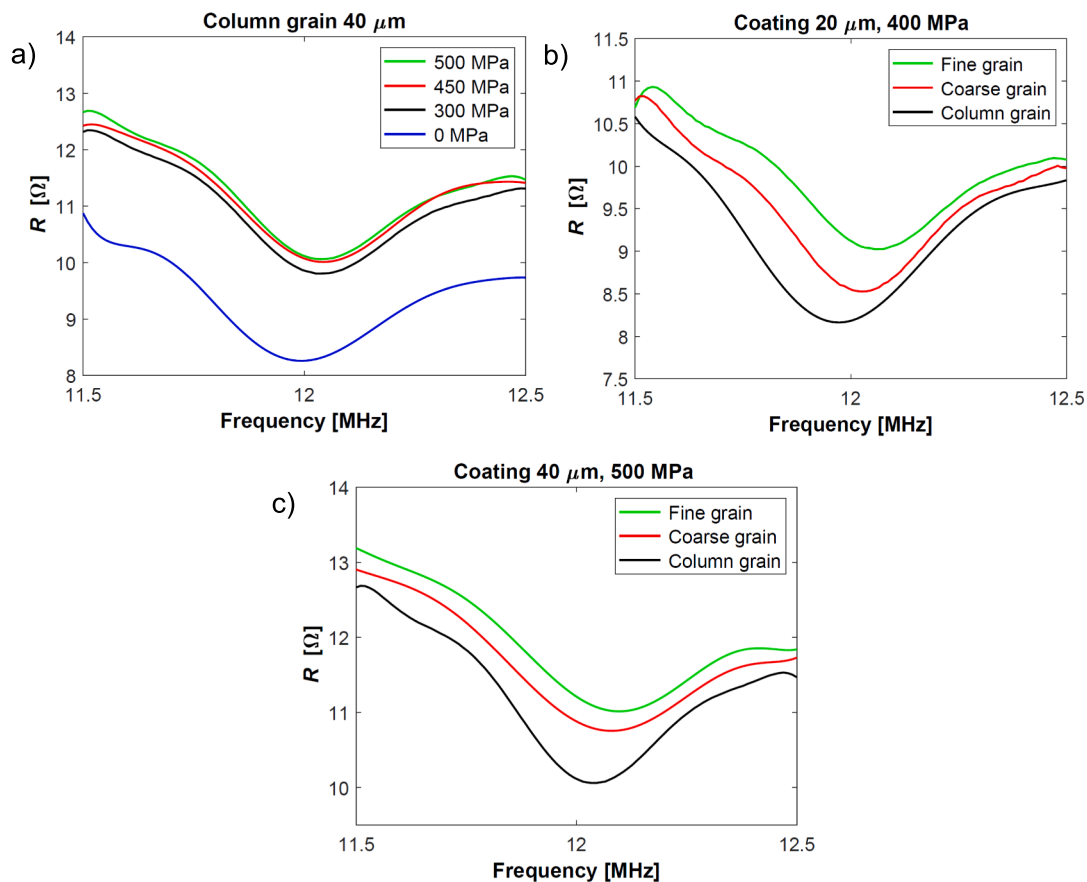 a)
Column grain 40 μm
14
13
12
11
10
9
8
R [Ω]
500 MPa
450 MPa
300 MPa
0 MPa
11.5
12
12.5
Frequency [MHz]
b)
Coating 20 μm, 400 MPa
11.5
11
10.5
10
9.5
9
8.5
8
7.5
R [Ω]
Fine grain
Coarse grain
Column grain
11.5
12
12.5
Frequency [MHz]
c)
Coating 40 μm, 500 MPa
14
13
12
11
10
R [Ω]
Fine grain
Coarse grain
Column grain
11.5
12
12.5
Frequency [MHz]